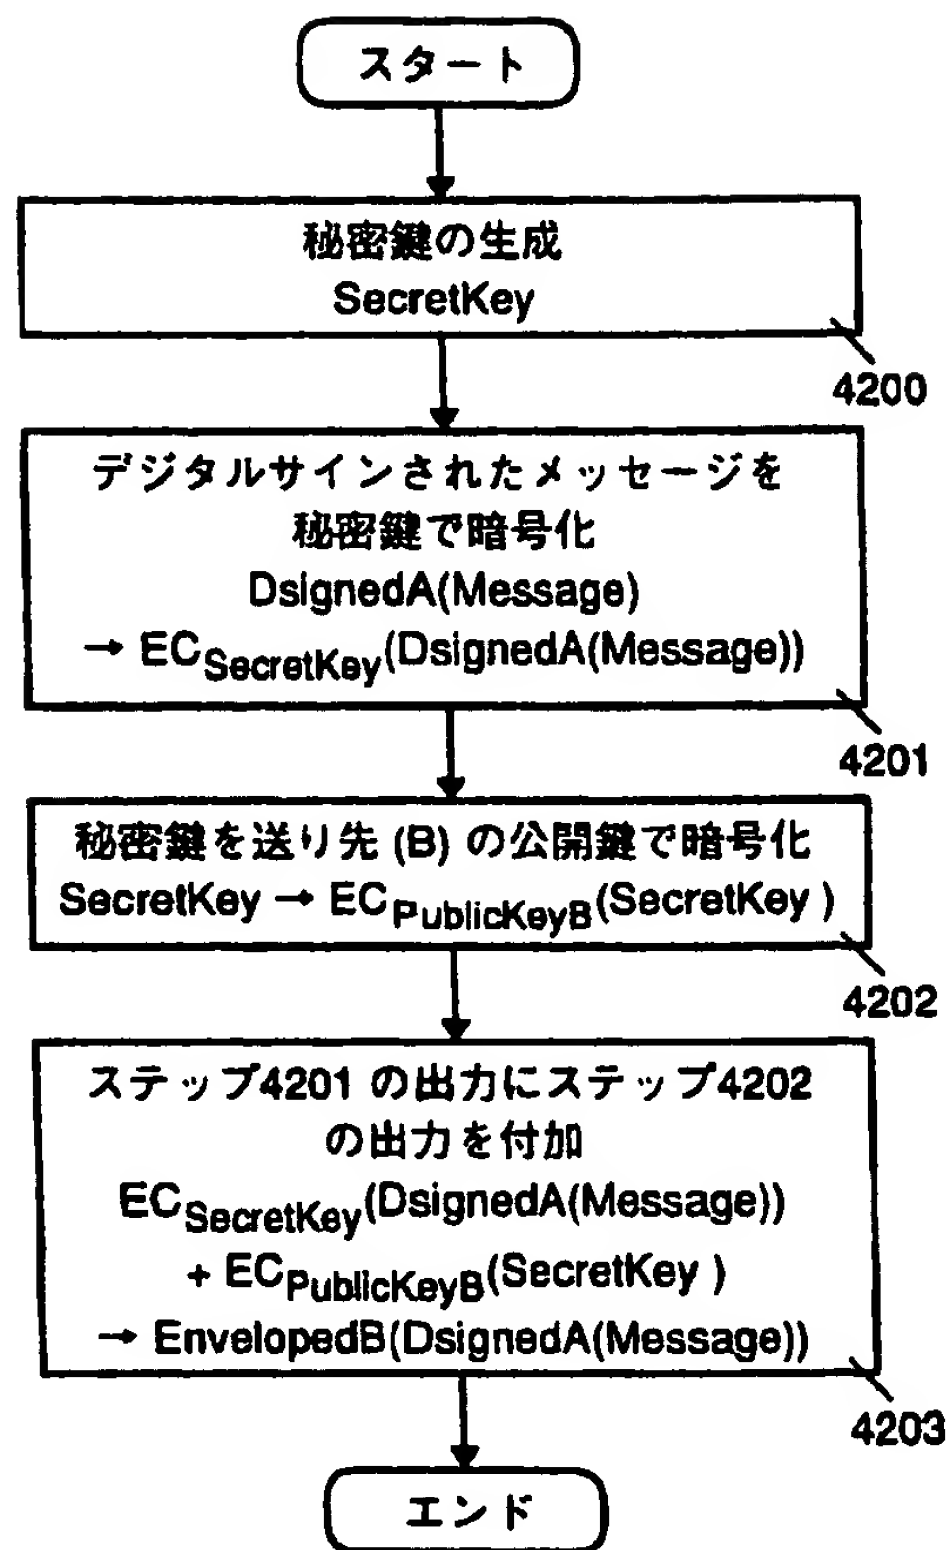 スタート
秘密鍵の生成
SecretKey
4200
デジタルサインされたメッセージを
秘密鍵で暗号化
DsignedA(Message)
→ ECSecretKey(DsignedA(Message))
4201
秘密鍵を送り先 (B) の公開鍵で暗号化
SecretKey → ECPublicKeyB(SecretKey )
4202
ステップ4201 の出力にステップ4202
の出力を付加
ECSecretKey(DsignedA(Message))
+ ECPublicKeyB(SecretKey )
→ EnvelopedB(DsignedA(Message))
4203
エンド